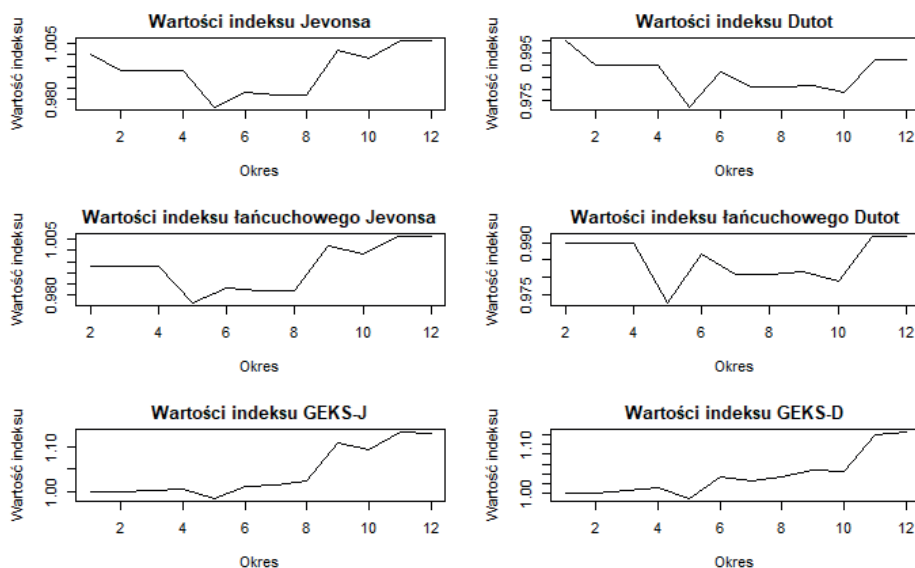 Wartości indeksu Jevonsa
Wartość indeksu
1.005
0.980
2 4 6 8 10 12
Okres
Wartości indeksu Dutot
Wartość indeksu
0.995
0.975
2 4 6 8 10 12
Okres
Wartości indeksu łańcuchowego Jevonsa
Wartość indeksu
1.005
0.980
2 4 6 8 10 12
Okres
Wartości indeksu łańcuchowego Dutot
Wartość indeksu
0.990
0.975
2 4 6 8 10 12
Okres
Wartości indeksu GEKS-J
Wartość indeksu
1.10
1.00
2 4 6 8 10 12
Okres
Wartości indeksu GEKS-D
Wartość indeksu
1.10
1.00
2 4 6 8 10 12
Okres